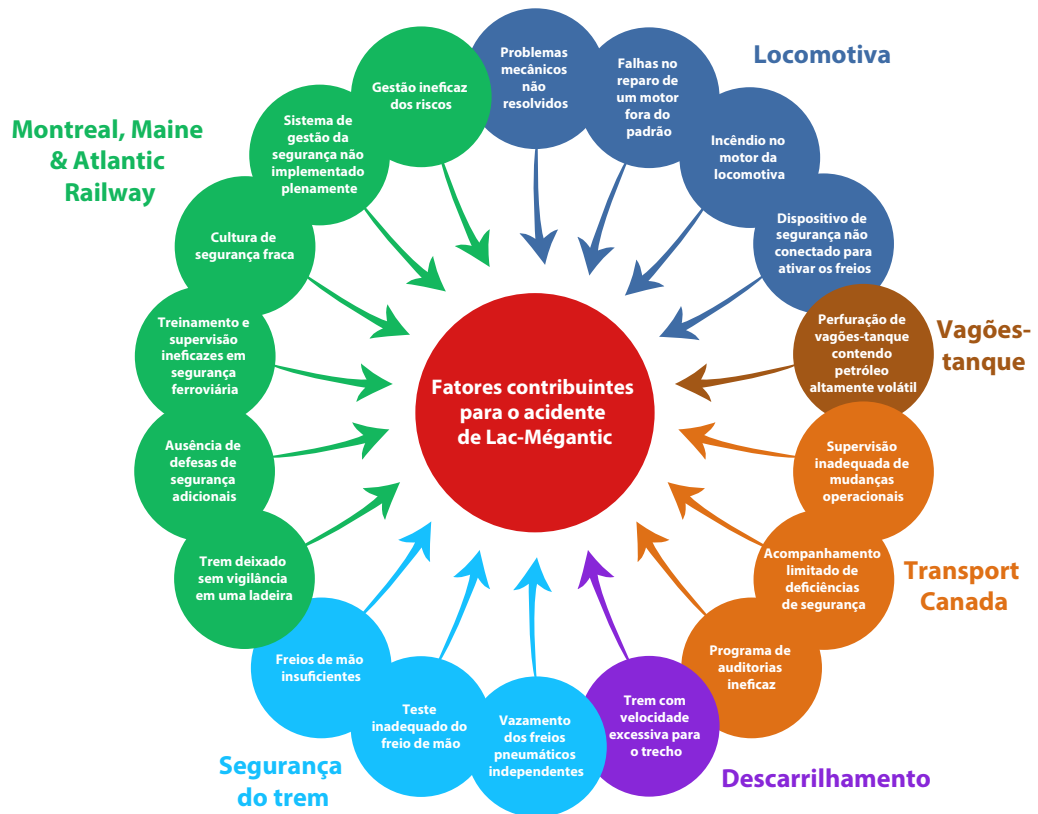 Locomotiva
Problemas
mecânicos
não
resolvidos
Falhas no
reparo de
um motor
fora do
padrão
Incêndio no
motor da
locomotiva
Dispositivo de
segurança não
conectado para
ativar os freios
Vagões-
tanque
Perfuração de
vagões-tanque
contendo
petróleo
altamente volátil
Transport
Canada
Supervisão
inadequada de
mudanças
operacionais
Acompanhamento
limitado de
deficiências
de segurança
Programa de
auditorias
ineficaz
Descarrilhamento
Trem com
velocidade
excessiva para
o trecho
Segurança
do trem
Vazamento
dos freios
pneumáticos
independentes
Teste
inadequado do
freio de mão
Freios de mão
insuficientes
Montreal, Maine
& Atlantic
Railway
Trem deixado
sem vigilância
em uma ladeira
Ausência de
defesas de
segurança
adicionais
Treinamento e
supervisão
ineficazes em
segurança
ferroviária
Cultura de
segurança fraca
Sistema de
gestão da
segurança não
implementado
plenamente
Gestão ineficaz
dos riscos
Fatores contribuintes
para o acidente
de Lac-Mégantic